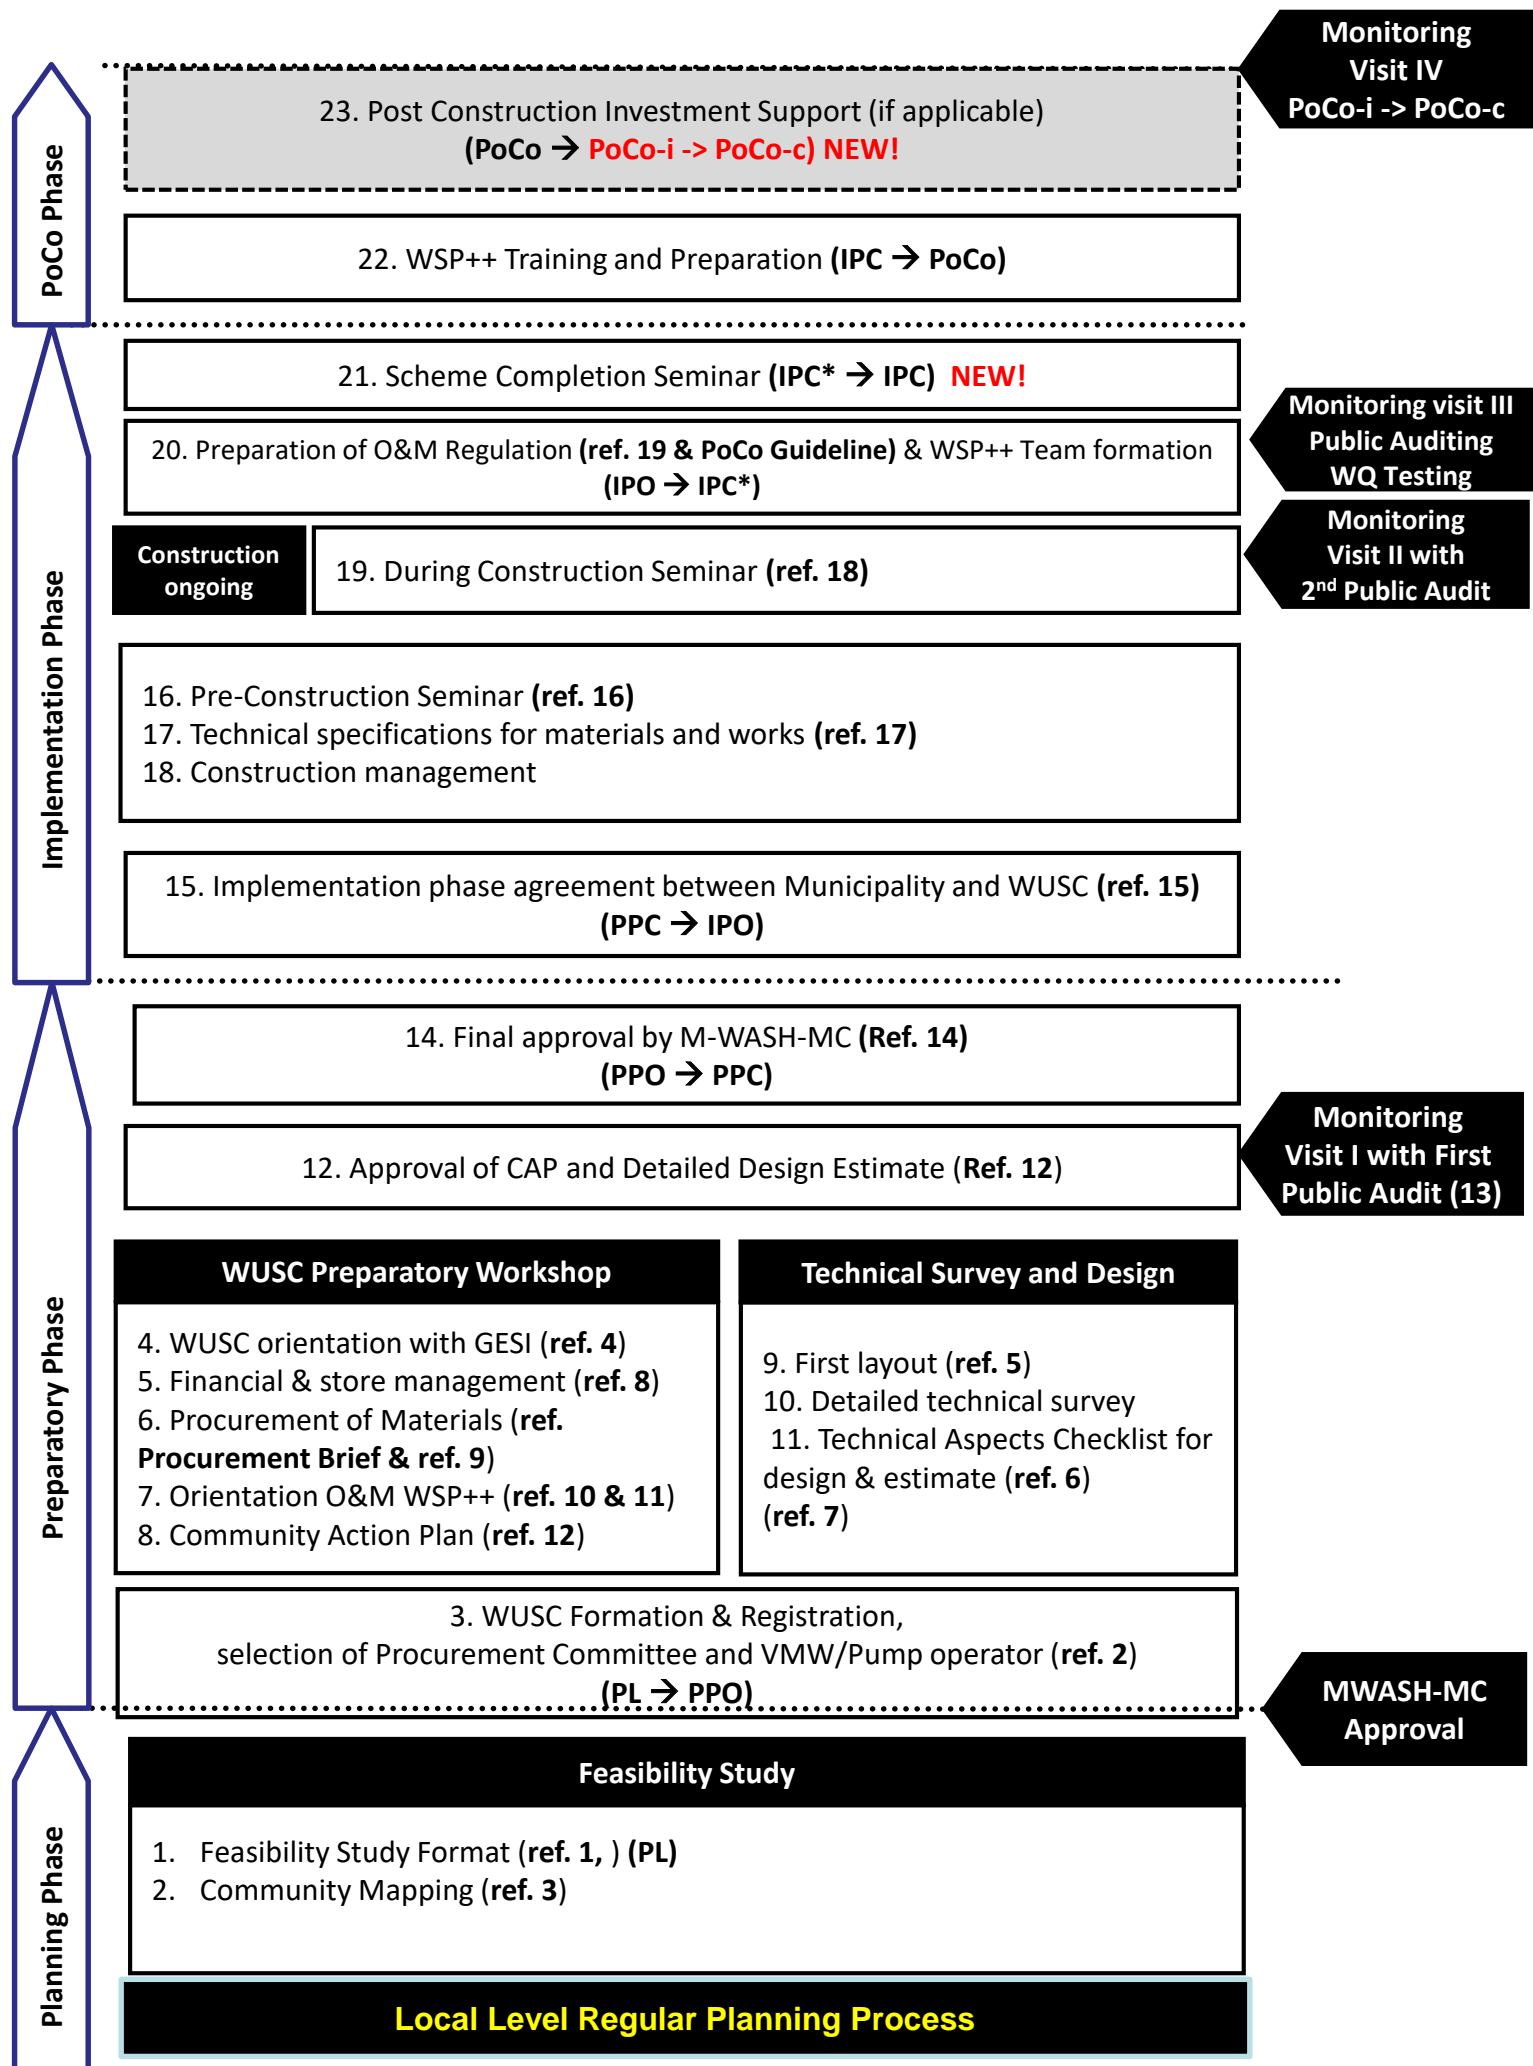 Monitoring
Visit IV
PoCo-i -> PoCo-c
PoCo Phase
23. Post Construction Investment Support (if applicable)
(PoCo → PoCo-i -> PoCo-c) NEW!
22. WSP++ Training and Preparation (IPC → PoCo)
Implementation Phase
21. Scheme Completion Seminar (IPC* → IPC) NEW!
20. Preparation of O&M Regulation (ref. 19 & PoCo Guideline) & WSP++ Team formation
(IPO → IPC*)
Monitoring visit III
Public Auditing
WQ Testing
Construction
ongoing
19. During Construction Seminar (ref. 18)
Monitoring
Visit II with
2nd Public Audit
16. Pre-Construction Seminar (ref. 16)
17. Technical specifications for materials and works (ref. 17)
18. Construction management
15. Implementation phase agreement between Municipality and WUSC (ref. 15)
(PPC → IPO)
Preparatory Phase
14. Final approval by M-WASH-MC (Ref. 14)
(PPO → PPC)
12. Approval of CAP and Detailed Design Estimate (Ref. 12)
Monitoring
Visit I with First
Public Audit (13)
WUSC Preparatory Workshop
4. WUSC orientation with GESI (ref. 4)
5. Financial & store management (ref. 8)
6. Procurement of Materials (ref.
Procurement Brief & ref. 9)
7. Orientation O&M WSP++ (ref. 10 & 11)
8. Community Action Plan (ref. 12)
Technical Survey and Design
9. First layout (ref. 5)
10. Detailed technical survey
11. Technical Aspects Checklist for
design & estimate (ref. 6)
(ref. 7)
3. WUSC Formation & Registration,
selection of Procurement Committee and VMW/Pump operator (ref. 2)
(PL → PPO)
MWASH-MC
Approval
Planning Phase
Feasibility Study
1. Feasibility Study Format (ref. 1, ) (PL)
2. Community Mapping (ref. 3)
Local Level Regular Planning Process